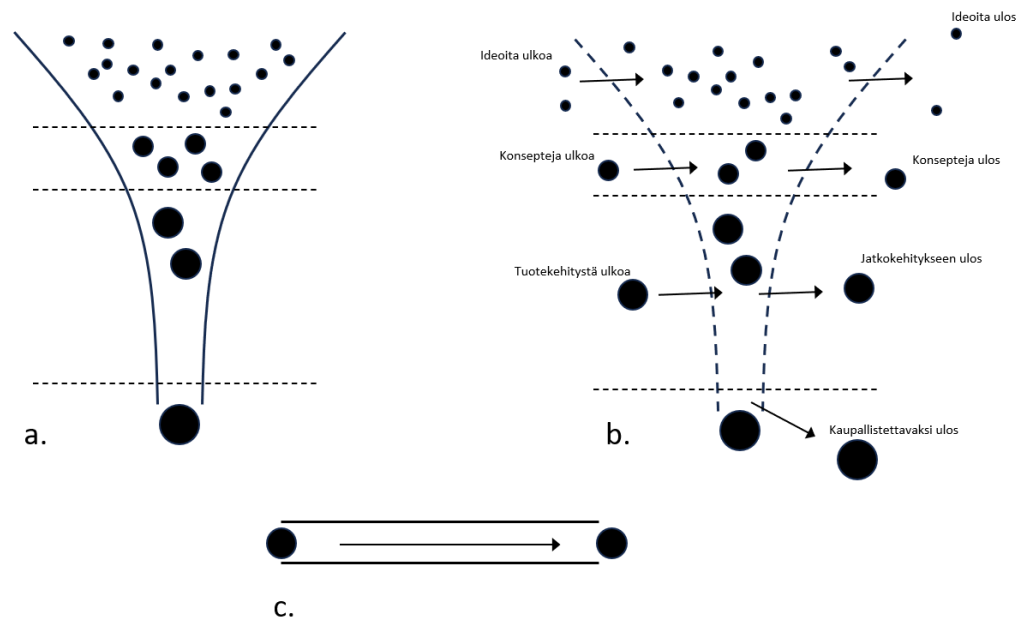 Ideoita ulos
Ideoita ulkoa
Konsepteja ulkoa
Konsepteja ulos
Tuotekehitystä ulkoa
Jatkokehitykseen ulos
a.
b.
Kaupallistettavaksi ulos
c.